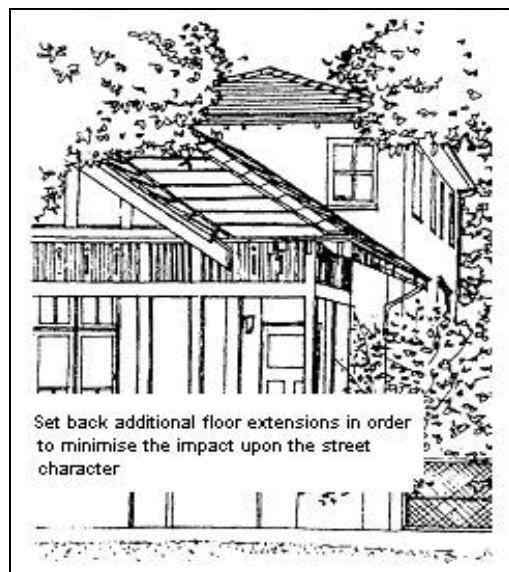 Set back additional floor extensions in order
to minimise the impact upon the street
character